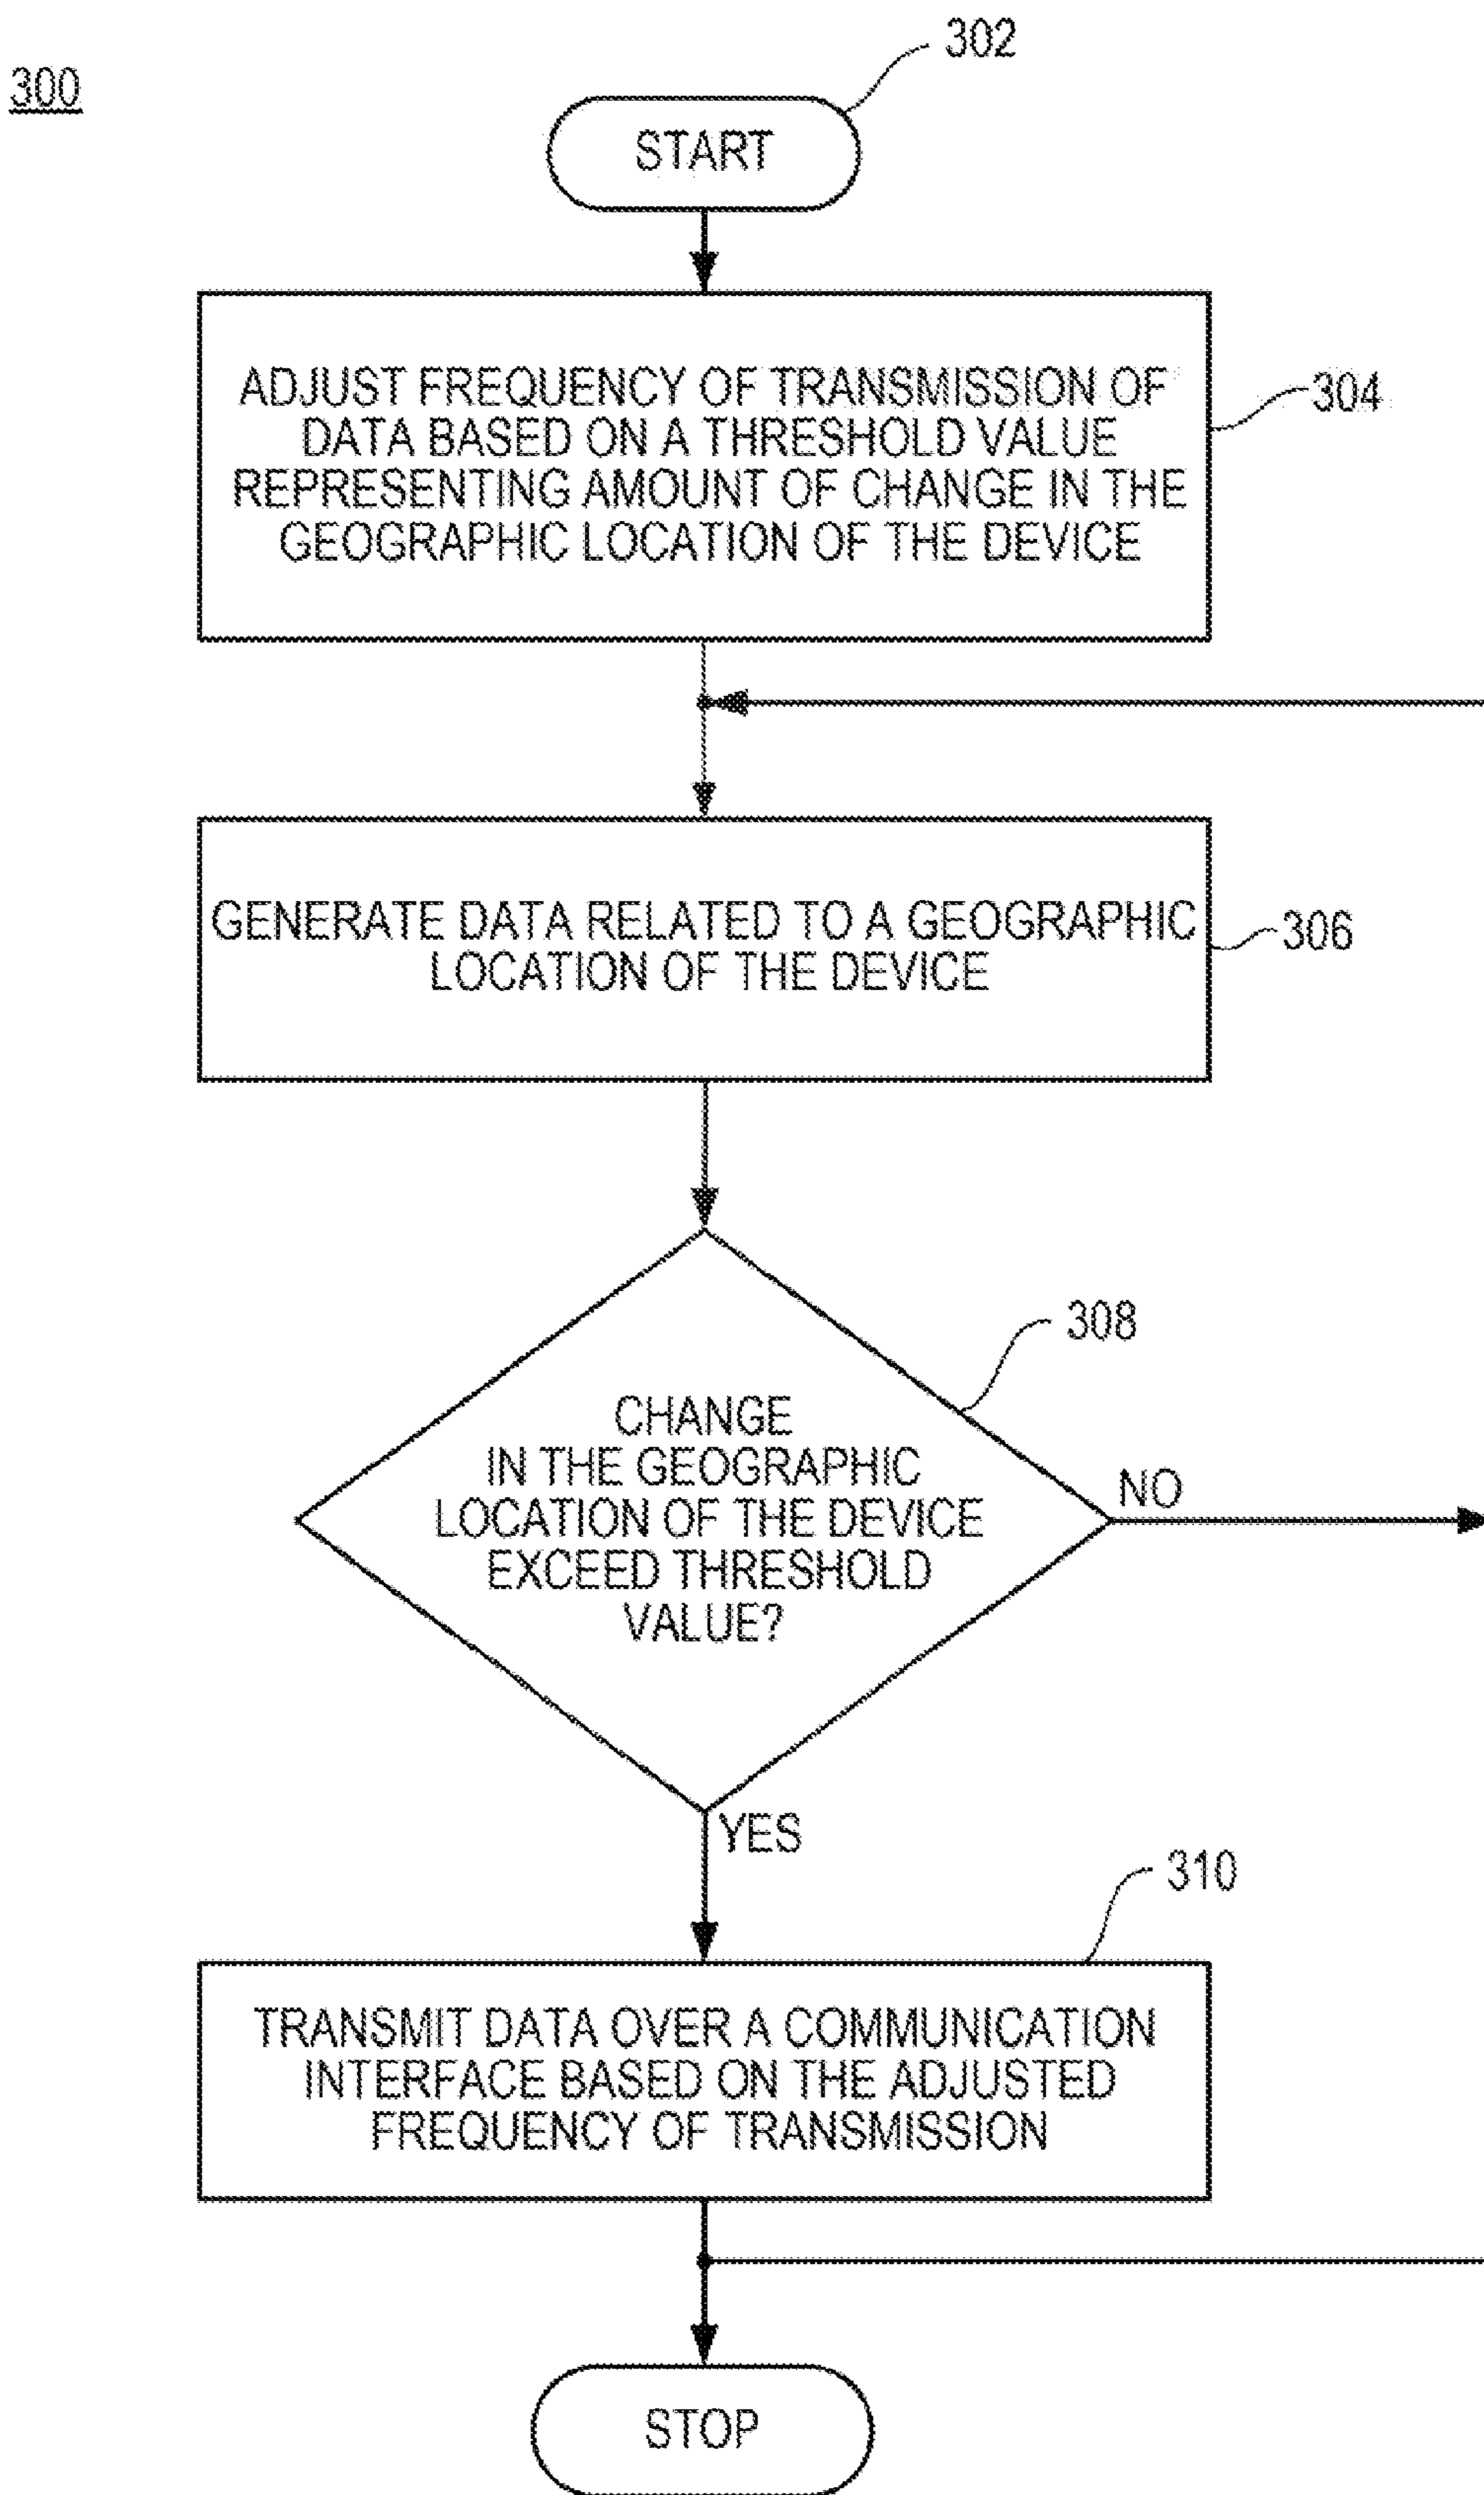 300
302
START
ADJUST FREQUENCY OF TRANSMISSION OF
DATA BASED ON A THRESHOLD VALUE
REPRESENTING AMOUNT OF CHANGE IN THE
GEOGRAPHIC LOCATION OF THE DEVICE
304
GENERATE DATA RELATED TO A GEOGRAPHIC
LOCATION OF THE DEVICE
306
308
CHANGE
IN THE GEOGRAPHIC
LOCATION OF THE DEVICE
EXCEED THRESHOLD
VALUE?
NO
YES
310
TRANSMIT DATA OVER A COMMUNICATION
INTERFACE BASED ON THE ADJUSTED
FREQUENCY OF TRANSMISSION
STOP